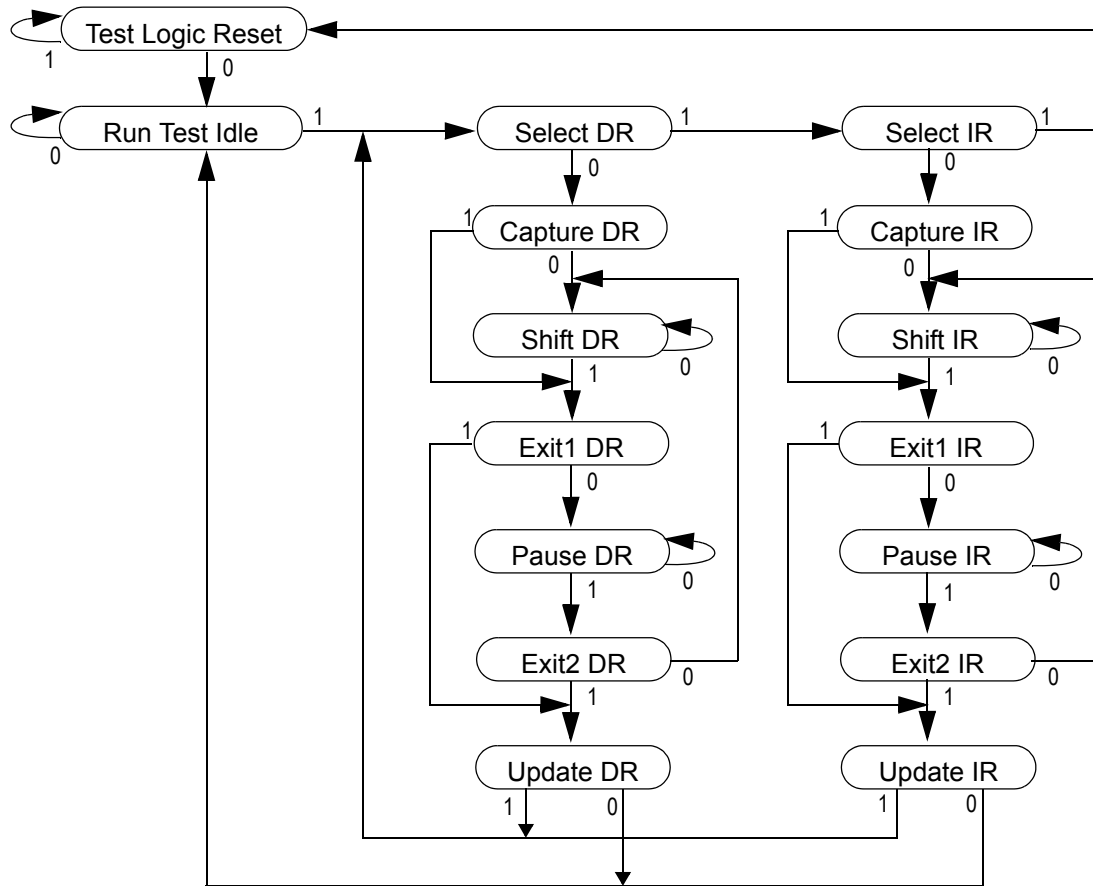 Test Logic Reset
1
0
Run Test Idle
1
Select DR
1
Select IR
1
0
0
0
1
Capture DR
1
Capture IR
0
0
Shift DR
Shift IR
0
0
1
1
1
Exit1 DR
1
Exit1 IR
0
0
Pause DR
Pause IR
0
0
1
1
Exit2 DR
Exit2 IR
0
0
1
1
Update DR
Update IR
1
0
1
0